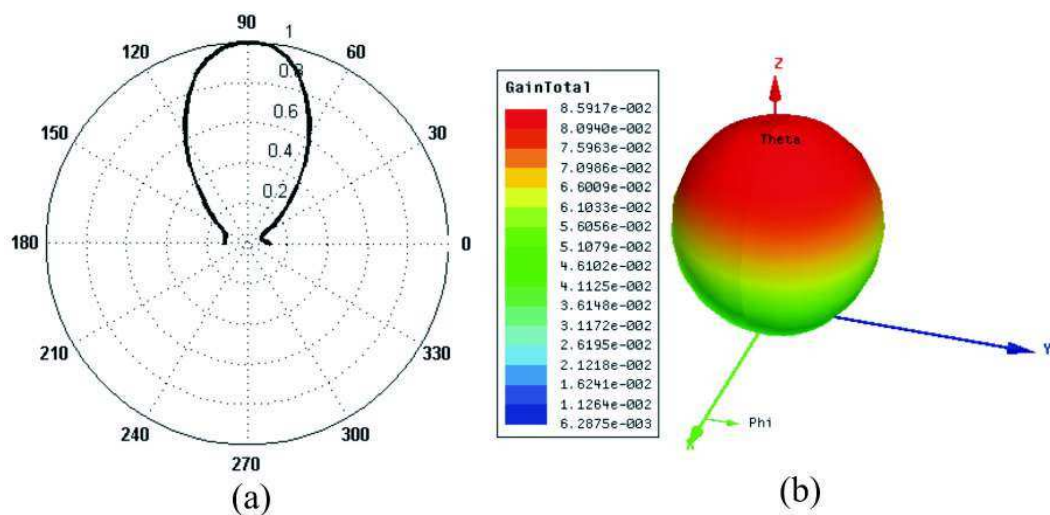 90
120
60
1
0.8
0.6
0.4
0.2
150
30
180
0
210
330
240
300
270
(a)
GainTotal
8.5917e-002
8.0940e-002
7.5963e-002
7.0986e-002
6.6009e-002
6.1033e-002
5.6056e-002
5.1079e-002
4.6102e-002
4.1125e-002
3.6148e-002
3.1172e-002
2.6195e-002
2.1218e-002
1.6241e-002
1.1264e-002
6.2875e-003
Z
Theta
Y
X
Phi
(b)